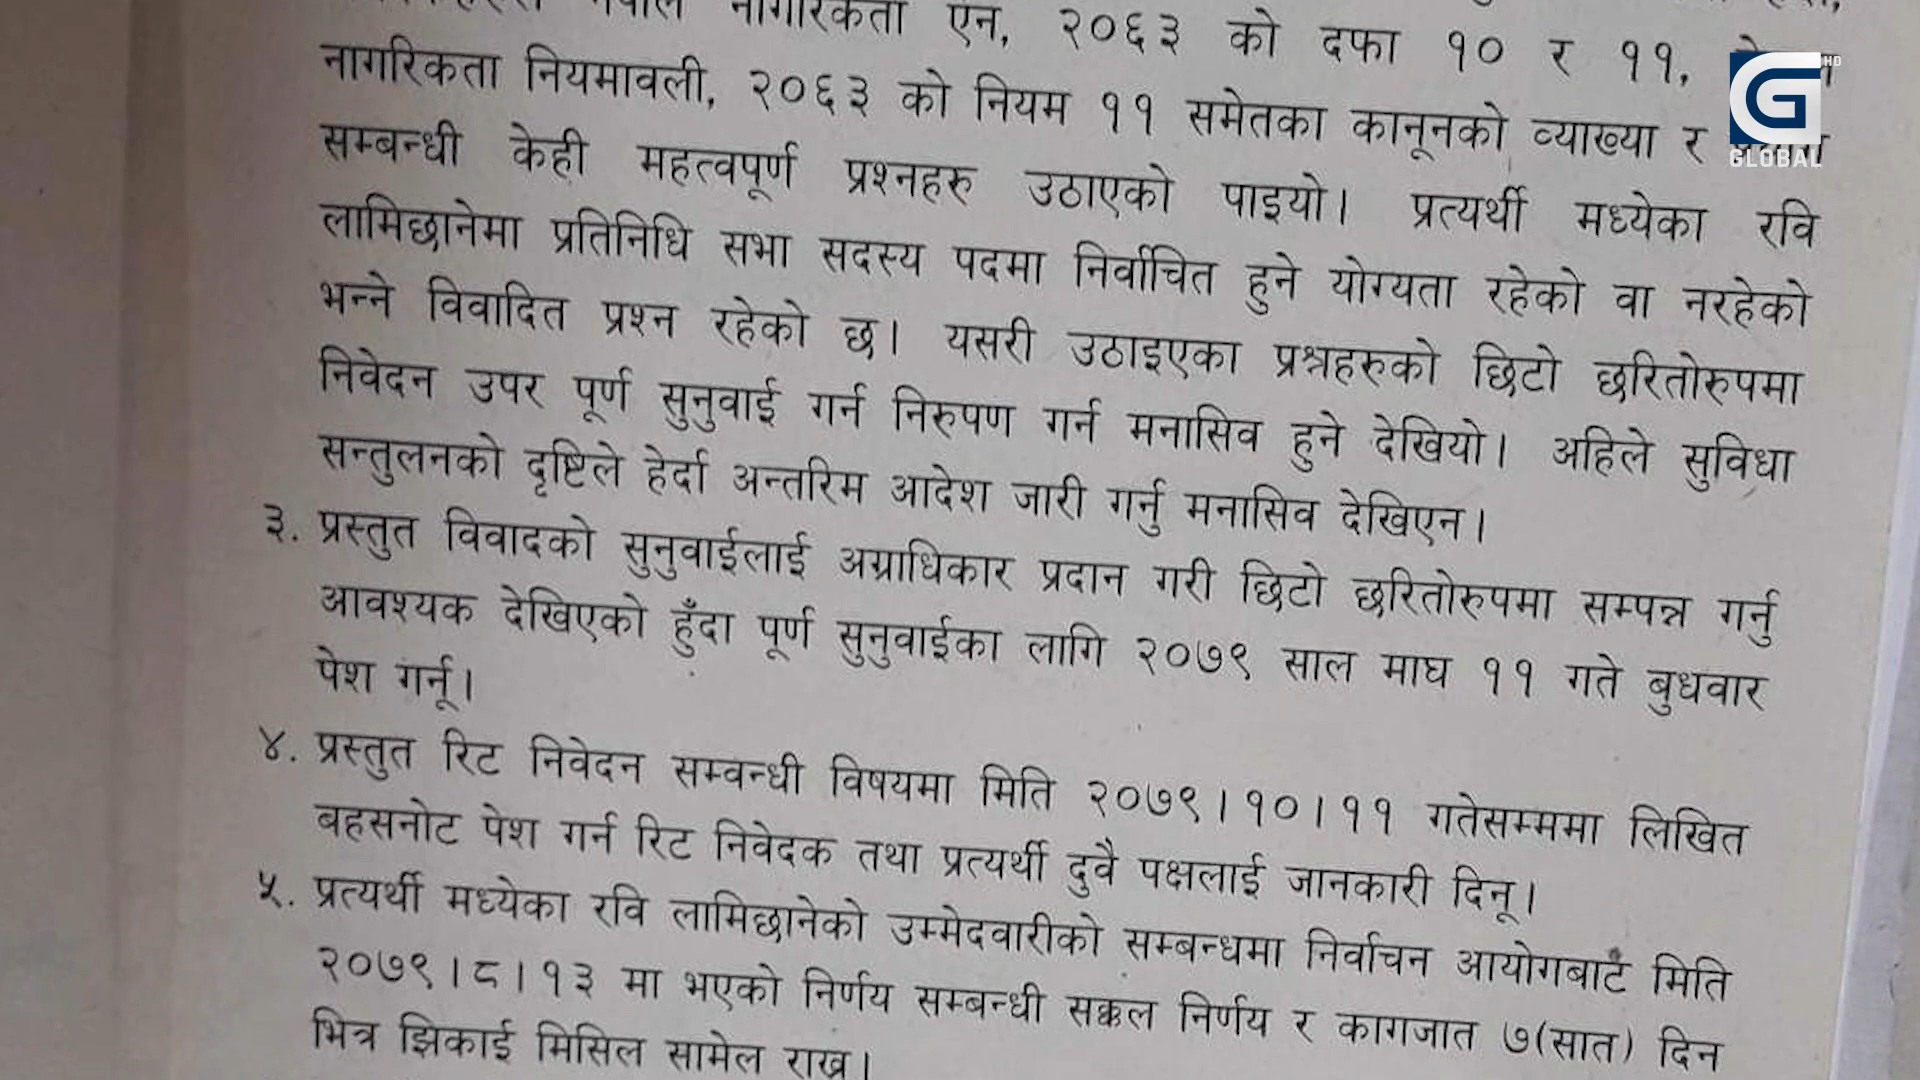 नागरिकता एन, २०६३ को दफा १० र ११,
नागरिकता नियमावली, २०६३ को नियम ११ समेतका कानूनको व्याख्या र
सम्बन्धी केही महत्वपूर्ण प्रश्नहरु उठाएको पाइयो। प्रत्यर्थी मध्येका रवि
लामिछानेमा प्रतिनिधि सभा सदस्य पदमा निर्वाचित हुने योग्यता रहेको वा नरहेको
भन्ने विवादित प्रश्न रहेको छ। यसरी उठाइएका प्रश्नहरुको छिटो छरितोरुपमा
निवेदन उपर पूर्ण सुनुवाई गर्न निरुपण गर्न मनासिव हुने देखियो। अहिले सुविधा
सन्तुलनको दृष्टिले हेर्दा अन्तरिम आदेश जारी गर्नु मनासिव देखिएन।
३. प्रस्तुत विवादको सुनुवाईलाई अग्राधिकार प्रदान गरी छिटो छरितोरुपमा सम्पन्न गर्नु
आवश्यक देखिएको हुँदा पूर्ण सुनुवाईका लागि २०७९ साल माघ ११ गते बुधवार
पेश गर्नू।
४. प्रस्तुत रिट निवेदन सम्वन्धी विषयमा मिति २०७९।१०।११ गतेसम्ममा लिखित
बहसनोट पेश गर्न रिट निवेदक तथा प्रत्यर्थी दुवै पक्षलाई जानकारी दिनू।
५. प्रत्यर्थी मध्येका रवि लामिछानेको उम्मेदवारीको सम्बन्धमा निर्वाचन आयोगबाट मिति
२०७९।८।१३ मा भएको निर्णय सम्बन्धी सक्कल निर्णय र कागजात ७(सात) दिन
भित्र झिकाई मिसिल सामेल राख्नू।
G HD
GLOBAL